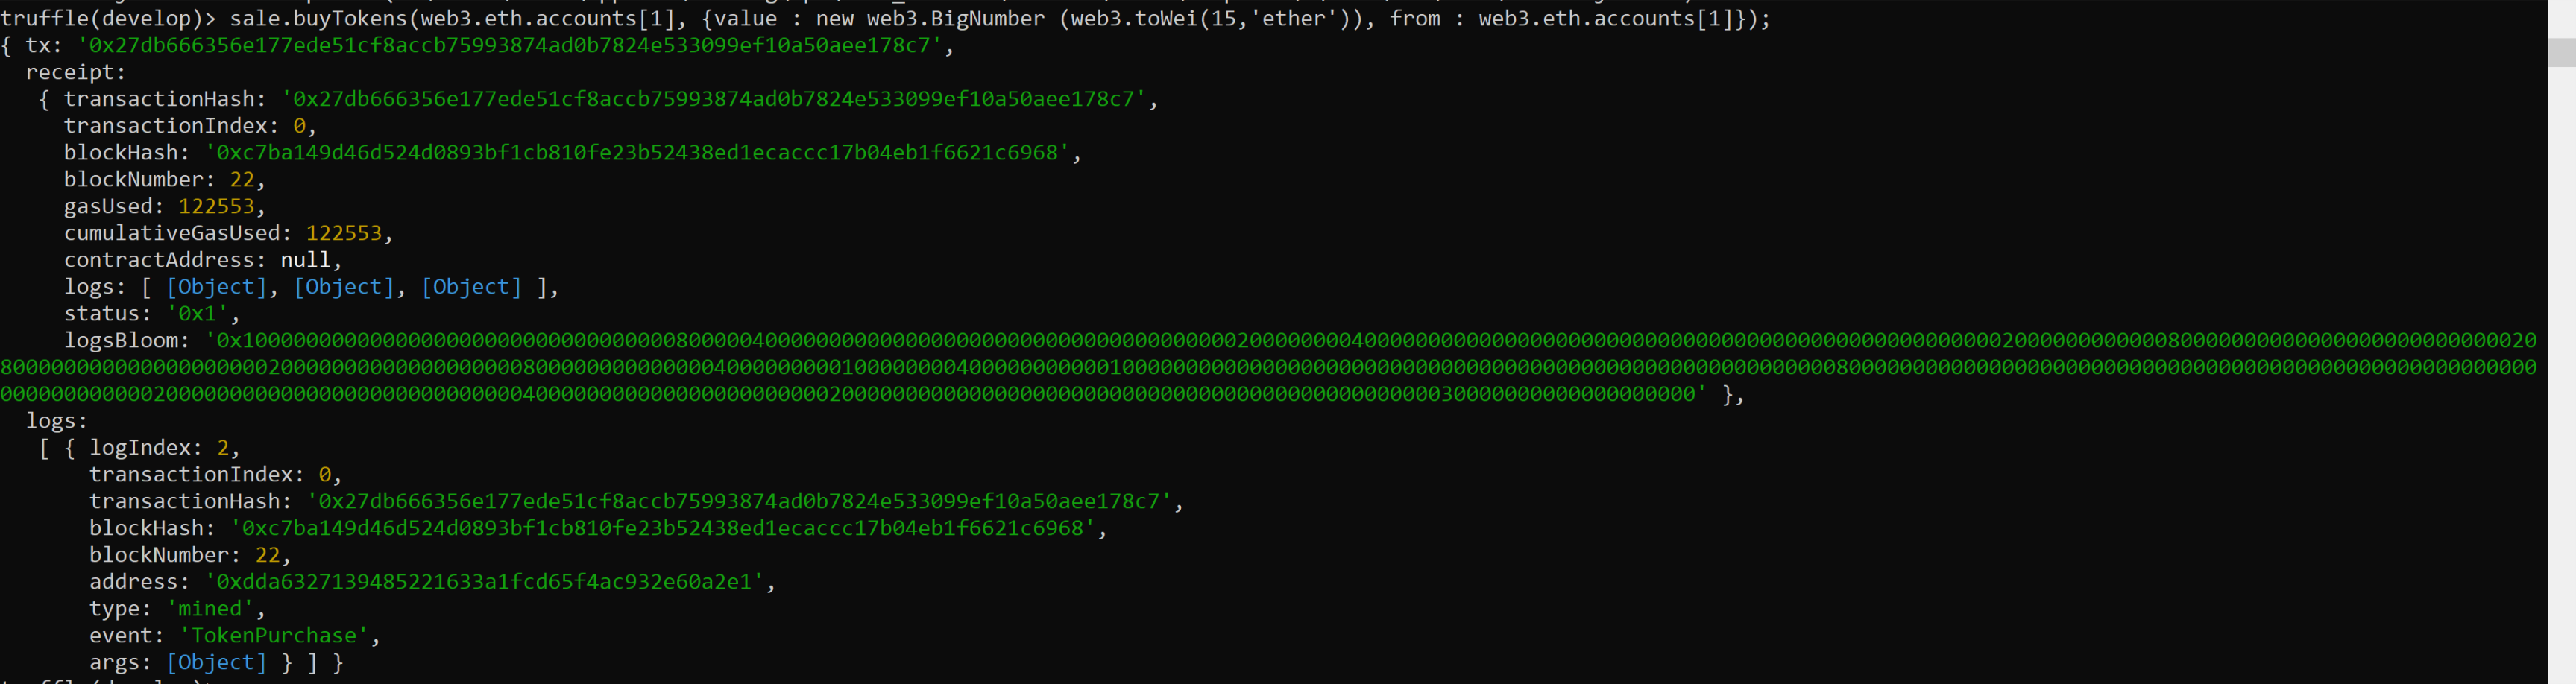 truffle(develop)> sale.buyTokens(web3.eth.accounts[1], {value : new web3.BigNumber (web3.toWei(15,'ether')), from : web3.eth.accounts[1]});
{ tx: '0x27db666356e177ede51cf8accb75993874ad0b7824e533099ef10a50aee178c7',
receipt:
{ transactionHash: '0x27db666356e177ede51cf8accb75993874ad0b7824e533099ef10a50aee178c7',
transactionIndex: 0,
blockHash: '0xc7ba149d46d524d0893bf1cb810fe23b52438ed1ecaccc17b04eb1f6621c6968',
blockNumber: 22,
gasUsed: 122553,
cumulativeGasUsed: 122553,
contractAddress: null,
logs: [ [Object], [Object], [Object] ],
status: '0x1',
logsBloom: '0x100000000000000000000000000000000080000040000000000000000000000000000000000000200000000400000000000000000000000000000000000000000000000000200000000000080000000000000000000000000020
8000000000000000000002000000000000000000080000000000000040000000001000000004000000000001000000000000000000000000000000000000000000000000000000008000000000000000000000000000000000000000000000000000000
0000000000002000000000000000000000000000040000000000000000000000020000000000000000000000000000000000000000000000030000000000000000000' },
logs:
[ { logIndex: 2,
transactionIndex: 0,
transactionHash: '0x27db666356e177ede51cf8accb75993874ad0b7824e533099ef10a50aee178c7',
blockHash: '0xc7ba149d46d524d0893bf1cb810fe23b52438ed1ecaccc17b04eb1f6621c6968',
blockNumber: 22,
address: '0xdda6327139485221633a1fcd65f4ac932e60a2e1',
type: 'mined',
event: 'TokenPurchase',
args: [Object] } ] }